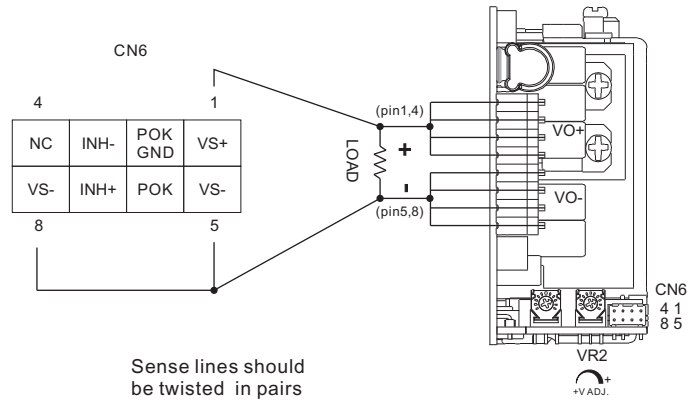 CN6
4 1
NC INH- POK GND VS+
VS- INH+ POK VS-
8 5
(pin1,4)
LOAD
+
-
(pin5,8)
VO+
VO-
CN6
4 1
8 5
VR2
+
+V ADJ.
Sense lines should
be twisted in pairs